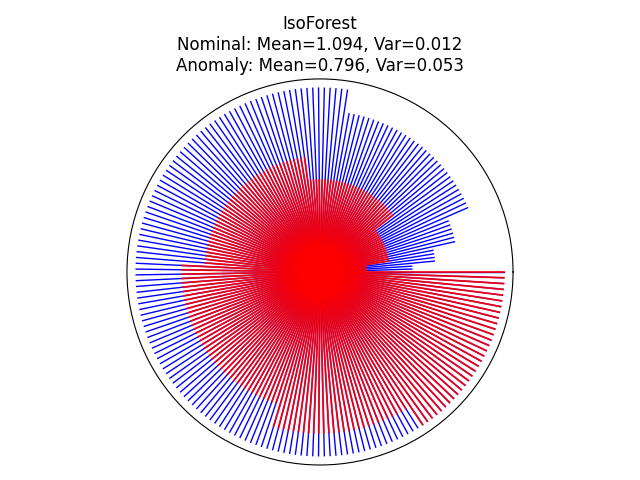 IsoForest
Nominal: Mean=1.094, Var=0.012
Anomaly: Mean=0.796, Var=0.053